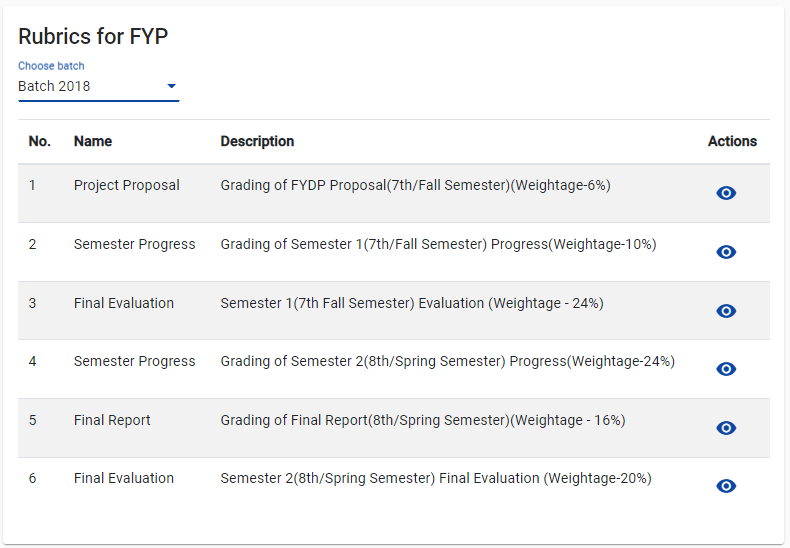 Rubrics for FYP
Choose batch
Batch 2018
No. Name Description Actions
1 Project Proposal Grading of FYDP Proposal(7th/Fall Semester)(Weightage-6%)
2 Semester Progress Grading of Semester 1(7th/Fall Semester) Progress(Weightage-10%)
3 Final Evaluation Semester 1(7th Fall Semester) Evaluation (Weightage - 24%)
4 Semester Progress Grading of Semester 2(8th/Spring Semester) Progress(Weightage-24%)
5 Final Report Grading of Final Report(8th/Spring Semester)(Weightage - 16%)
6 Final Evaluation Semester 2(8th/Spring Semester) Final Evaluation (Weightage-20%)